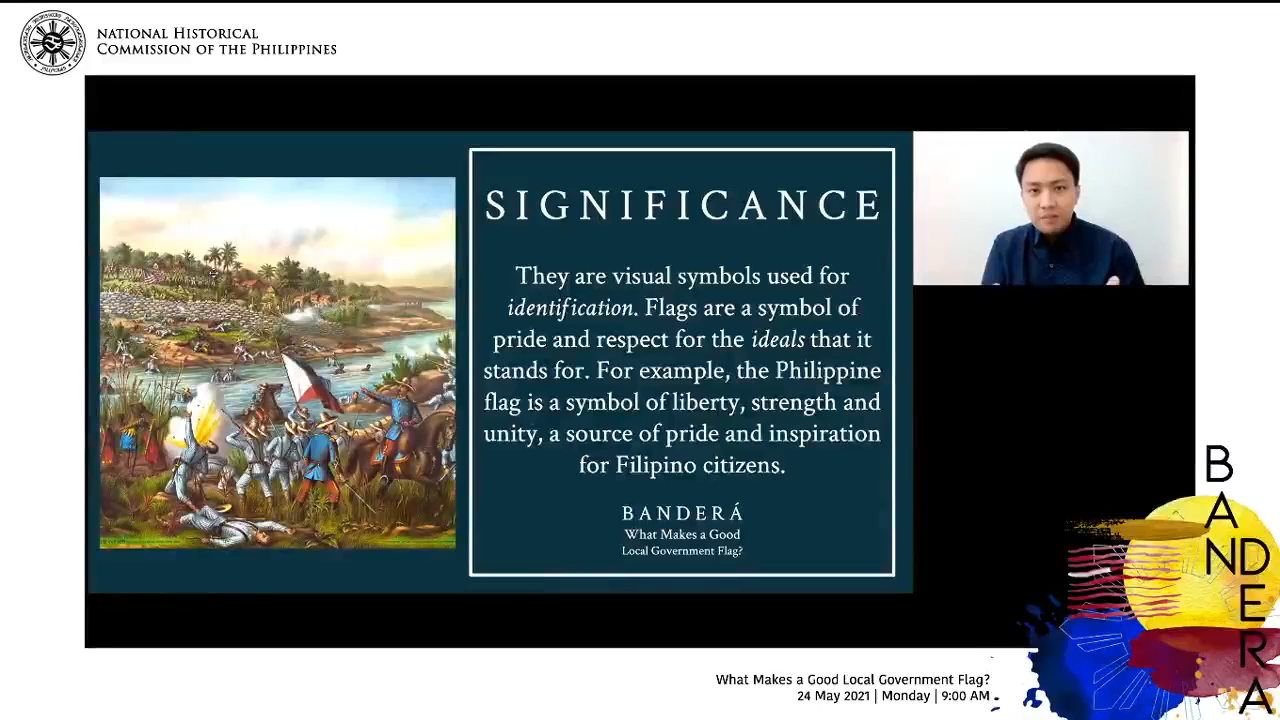 NATIONAL HISTORICAL
COMMISSION OF THE PHILIPPINES
SIGNIFICANCE
They are visual symbols used for
identification. Flags are a symbol of
pride and respect for the ideals that it
stands for. For example, the Philippine
flag is a symbol of liberty, strength and
unity, a source of pride and inspiration
for Filipino citizens.
BANDERÁ
What Makes a Good
Local Government Flag?
BANDERA
What Makes a Good Local Government Flag?
24 May 2021 | Monday | 9:00 AM